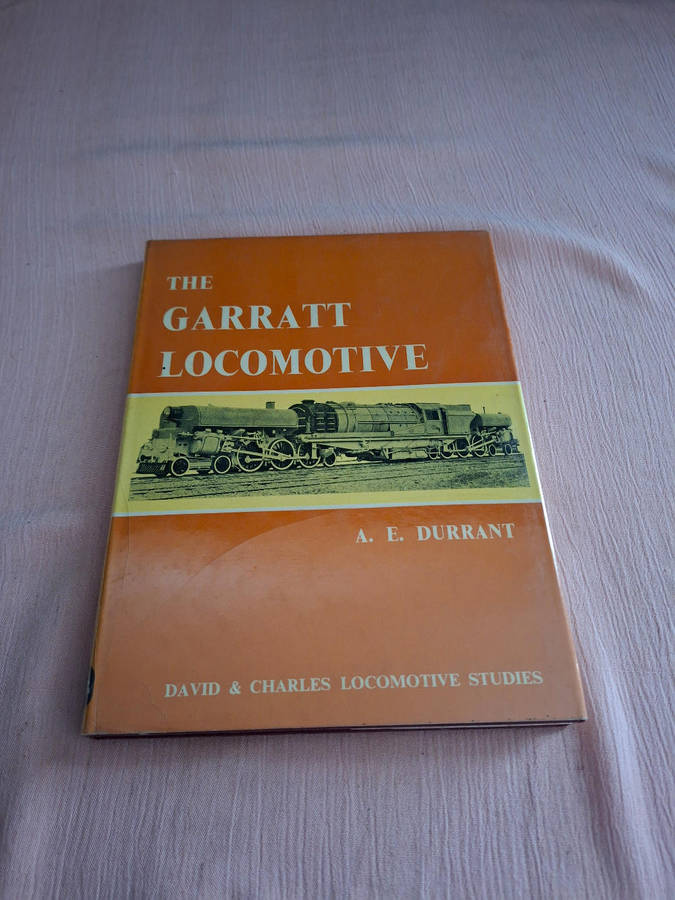 THE
GARRATT
LOCOMOTIVE
A. E. DURRANT
DAVID & CHARLES LOCOMOTIVE STUDIES